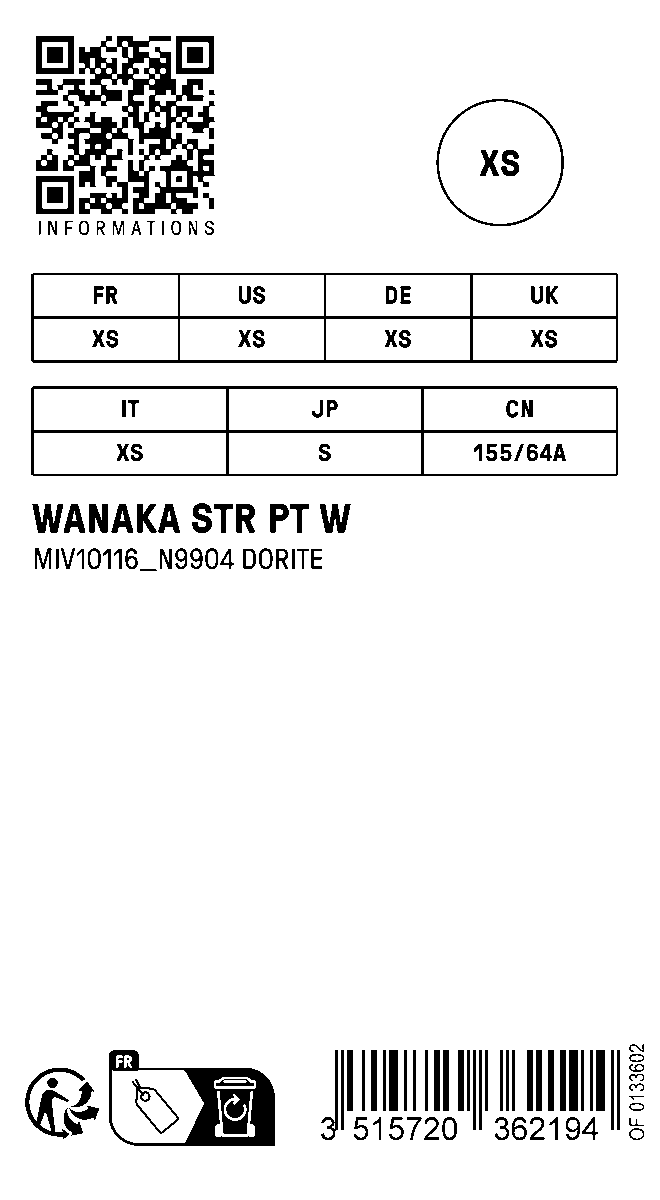 INFORMATIONS
XS
FR US DE UK
XS XS XS XS
IT JP CN
XS S 155/64A
WANAKA STR PT W
MIV10116_N9904 DORITE
FR
3 515720 362194
OF 0133602